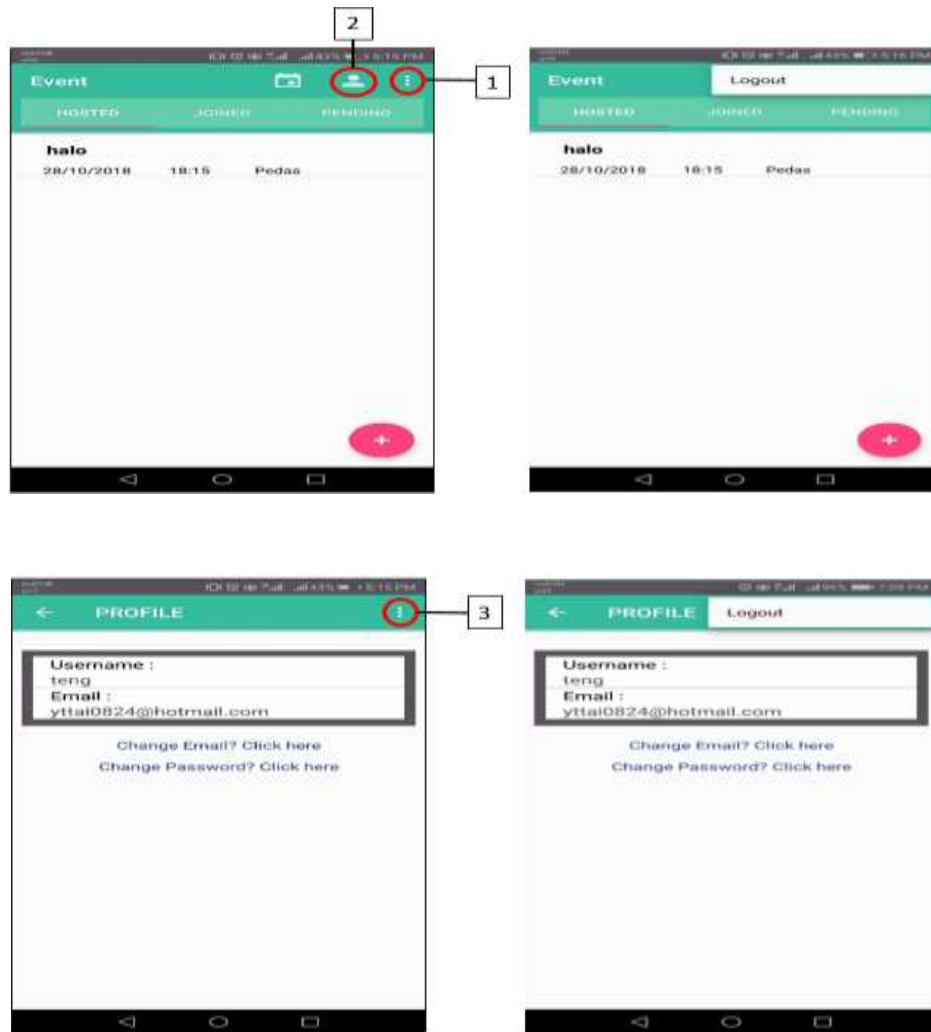 2
Event
1
HOSTED JOINED PENDING
halo
28/10/2018 18:15 Pedas
+
Event
Logout
HOSTED JOINED PENDING
halo
28/10/2018 18:15 Pedas
+
5:15 PM
PROFILE
3
Username :
teng
Email :
yttai0824@hotmail.com
Change Email? Click here
Change Password? Click here
PROFILE
Logout
Username :
teng
Email :
yttai0824@hotmail.com
Change Email? Click here
Change Password? Click here